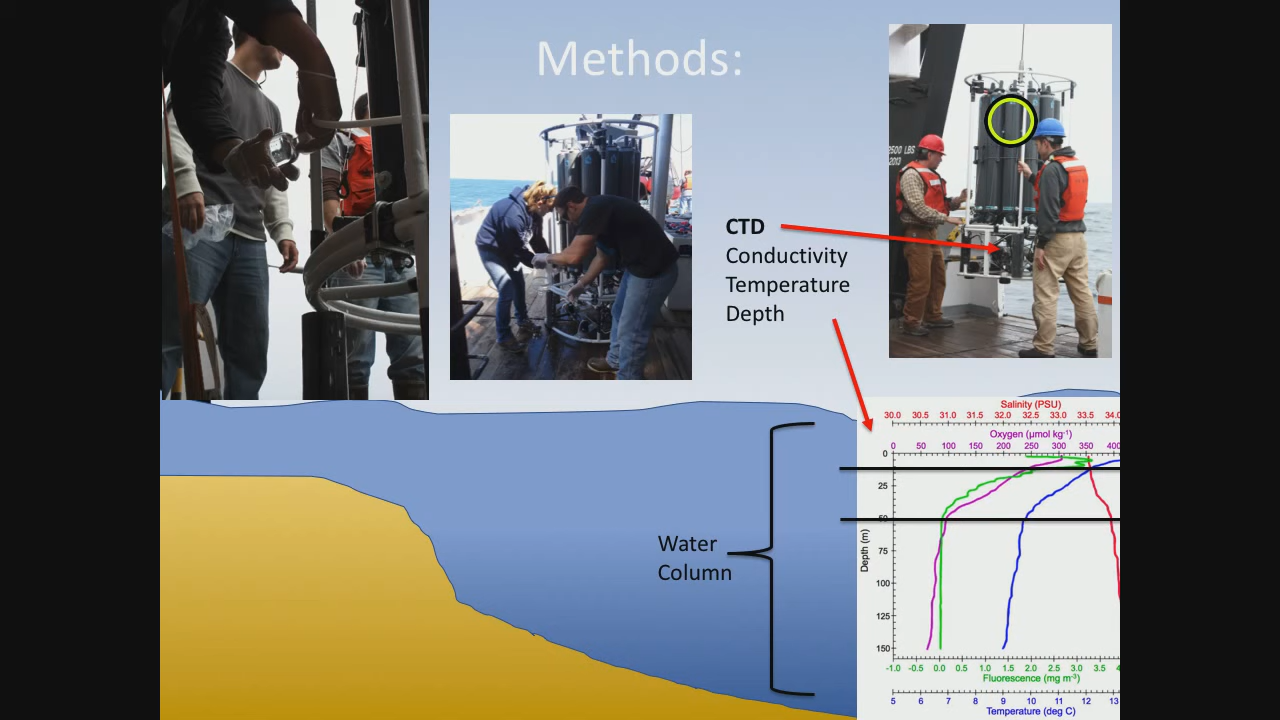 Methods:
2500 LBS
2013
CTD
Conductivity
Temperature
Depth
Water
Column
Salinity (PSU)
30.0 30.5 31.0 31.5 32.0 32.5 33.0 33.5 34.0
Oxygen (µmol kg-1)
0 50 100 150 200 250 300 350 400
0
25
50
75
100
125
150
Depth (m)
-1.0 -0.5 0.0 0.5 1.0 1.5 2.0 2.5 3.0 3.5
Fluorescence (mg m-3)
5 6 7 8 9 10 11 12 13
Temperature (deg C)